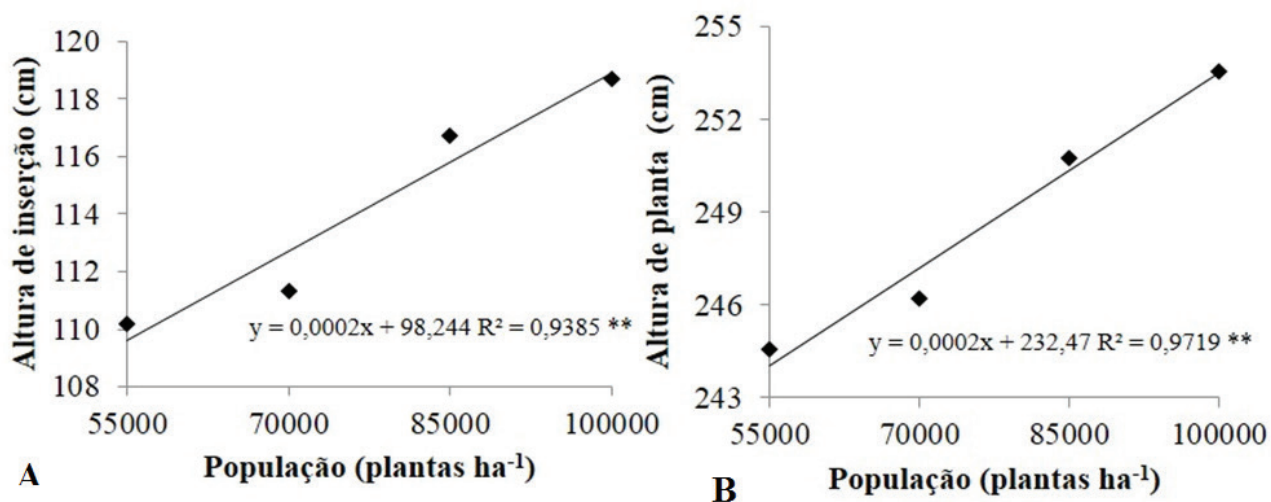 Altura de inserção (cm)
120
118
116
114
112
110
108
y = 0,0002x + 98,244 R² = 0,9385 **
55000 70000 85000 100000
População (plantas ha⁻¹)
A
Altura de planta (cm)
255
252
249
246
243
y = 0,0002x + 232,47 R² = 0,9719 **
55000 70000 85000 100000
População (plantas ha⁻¹)
B